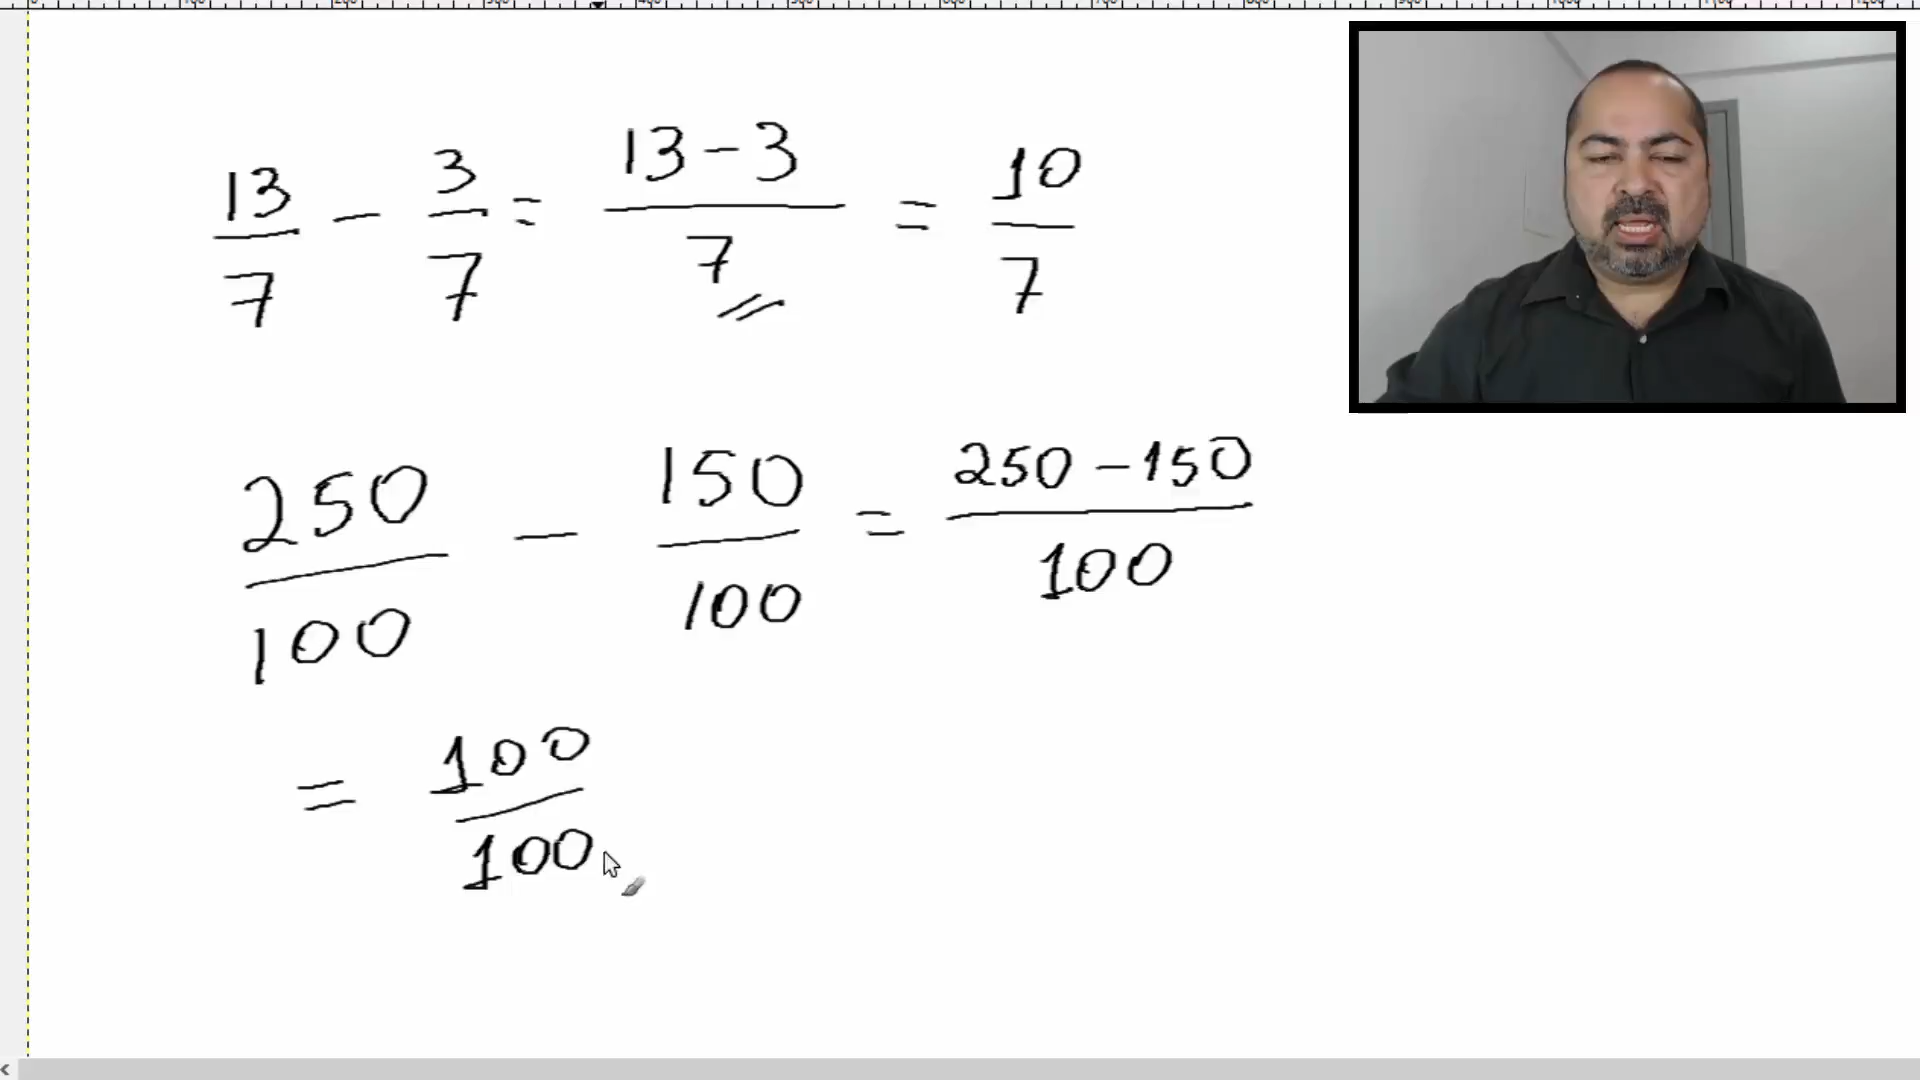 13/7 - 3/7 = (13-3)/7 = 10/7
250/100 - 150/100 = (250-150)/100
= 100/100